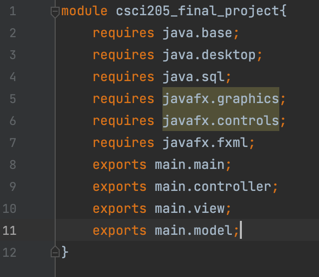 1 module csci205_final_project{
2 requires java.base;
3 requires java.desktop;
4 requires java.sql;
5 requires javafx.graphics;
6 requires javafx.controls;
7 requires javafx.fxml;
8 exports main.main;
9 exports main.controller;
10 exports main.view;
11 exports main.model;
12 }